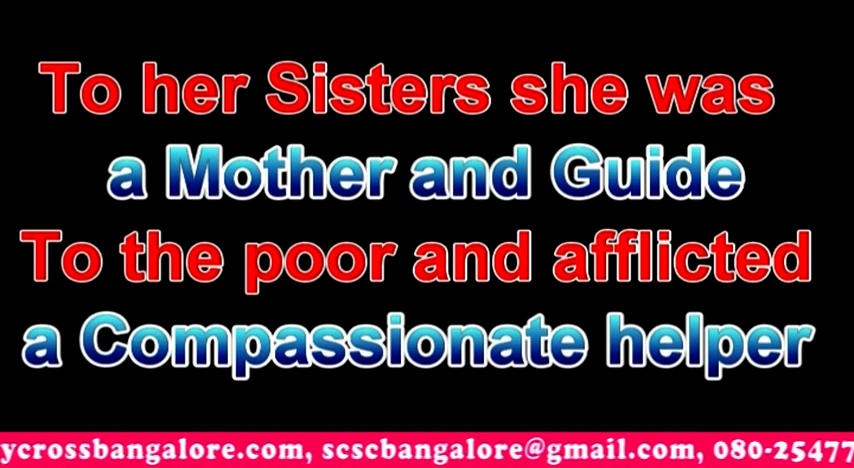 To her Sisters she was
a Mother and Guide
To the poor and afflicted
a Compassionate helper
ycrossbangalore.com, scscbangalore@gmail.com, 080-25477